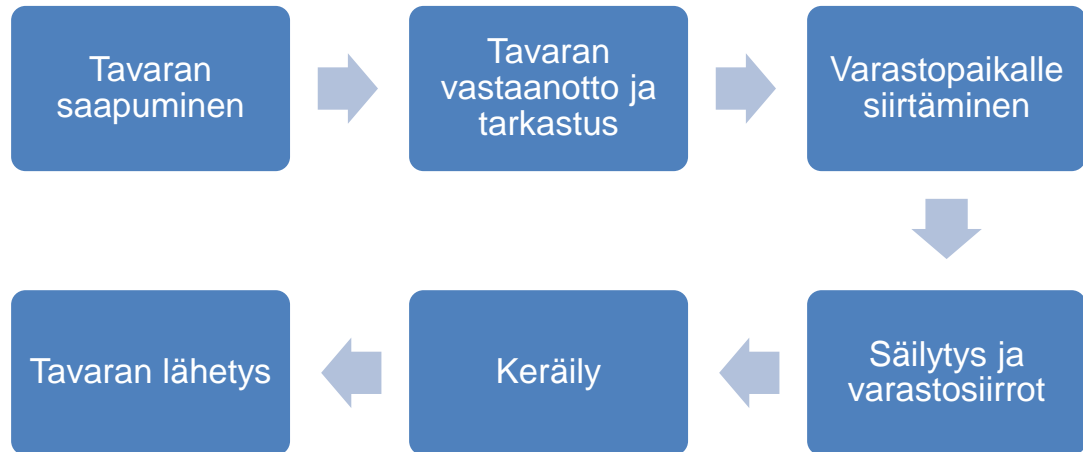 Tavaran
saapuminen
Tavaran
vastaanotto ja
tarkastus
Varastopaikalle
siirtäminen
Säilytys ja
varastosiirrot
Keräily
Tavaran lähetys